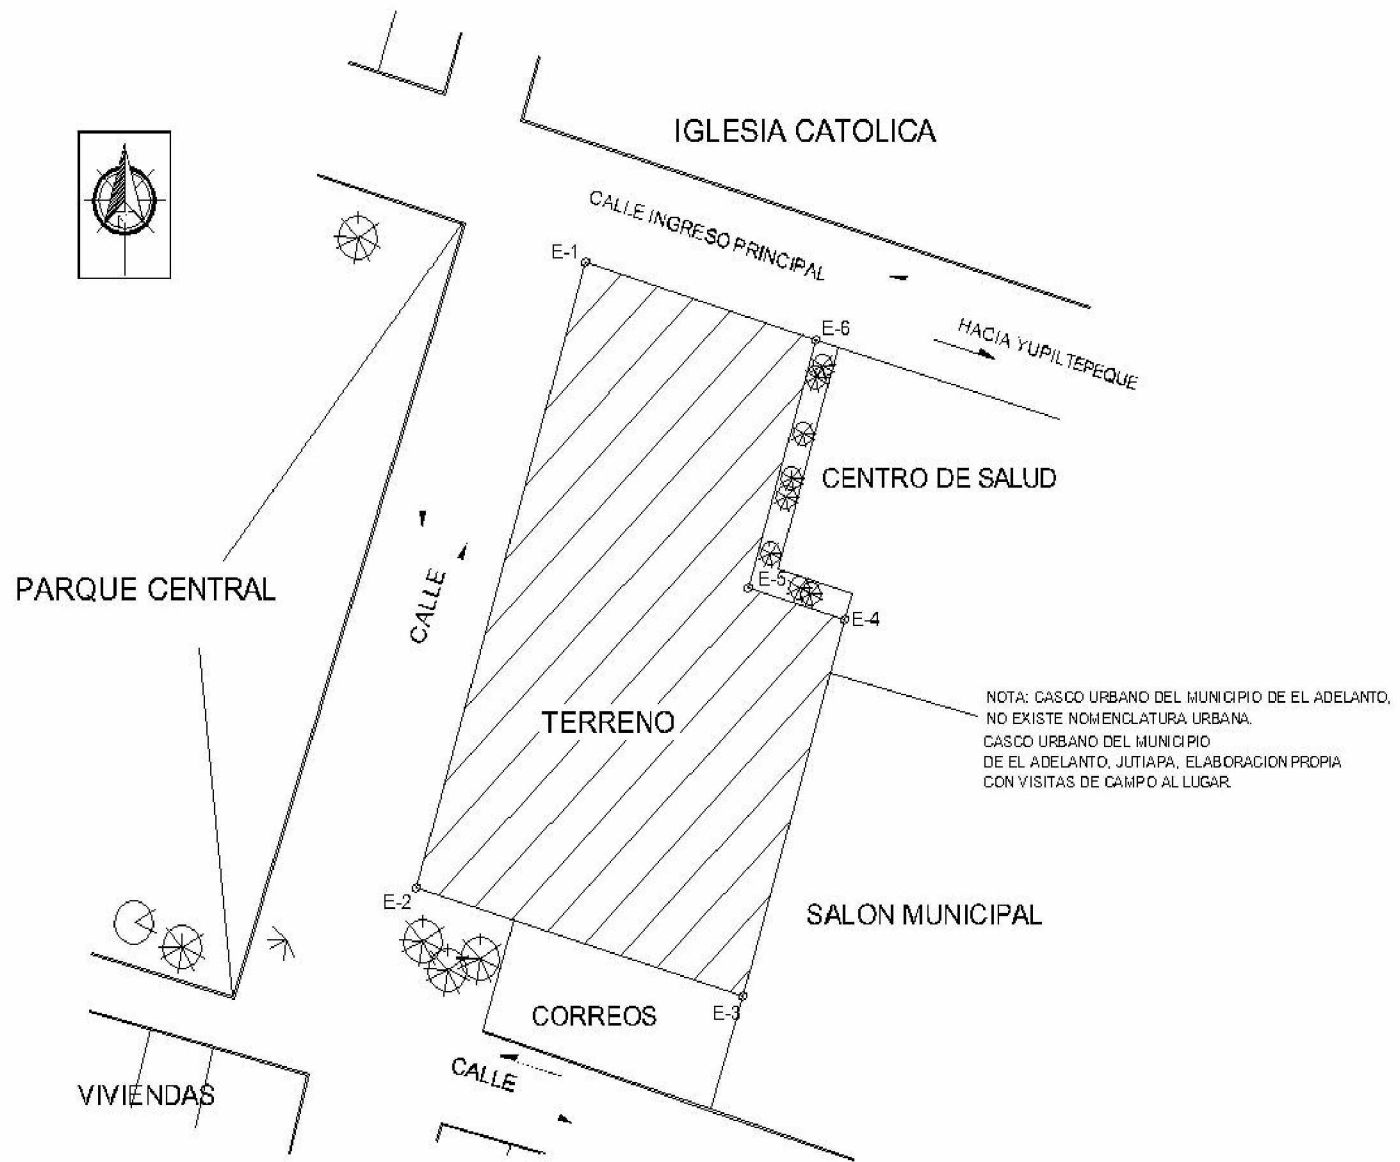 IGLESIA CATOLICA
CALLE INGRESO PRINCIPAL
E-1
E-6
HACIA YUPILTEPEQUE
CENTRO DE SALUD
PARQUE CENTRAL
CALLE
E-5
E-4
TERRENO
NOTA: CASCO URBANO DEL MUNICIPIO DE EL ADELANTO,
NO EXISTE NOMENCLATURA URBANA.
CASCO URBANO DEL MUNICIPIO
DE EL ADELANTO, JUTIAPA, ELABORACION PROPIA
CON VISITAS DE CAMPO AL LUGAR.
E-2
SALON MUNICIPAL
E-3
CORREOS
CALLE
VIVIENDAS